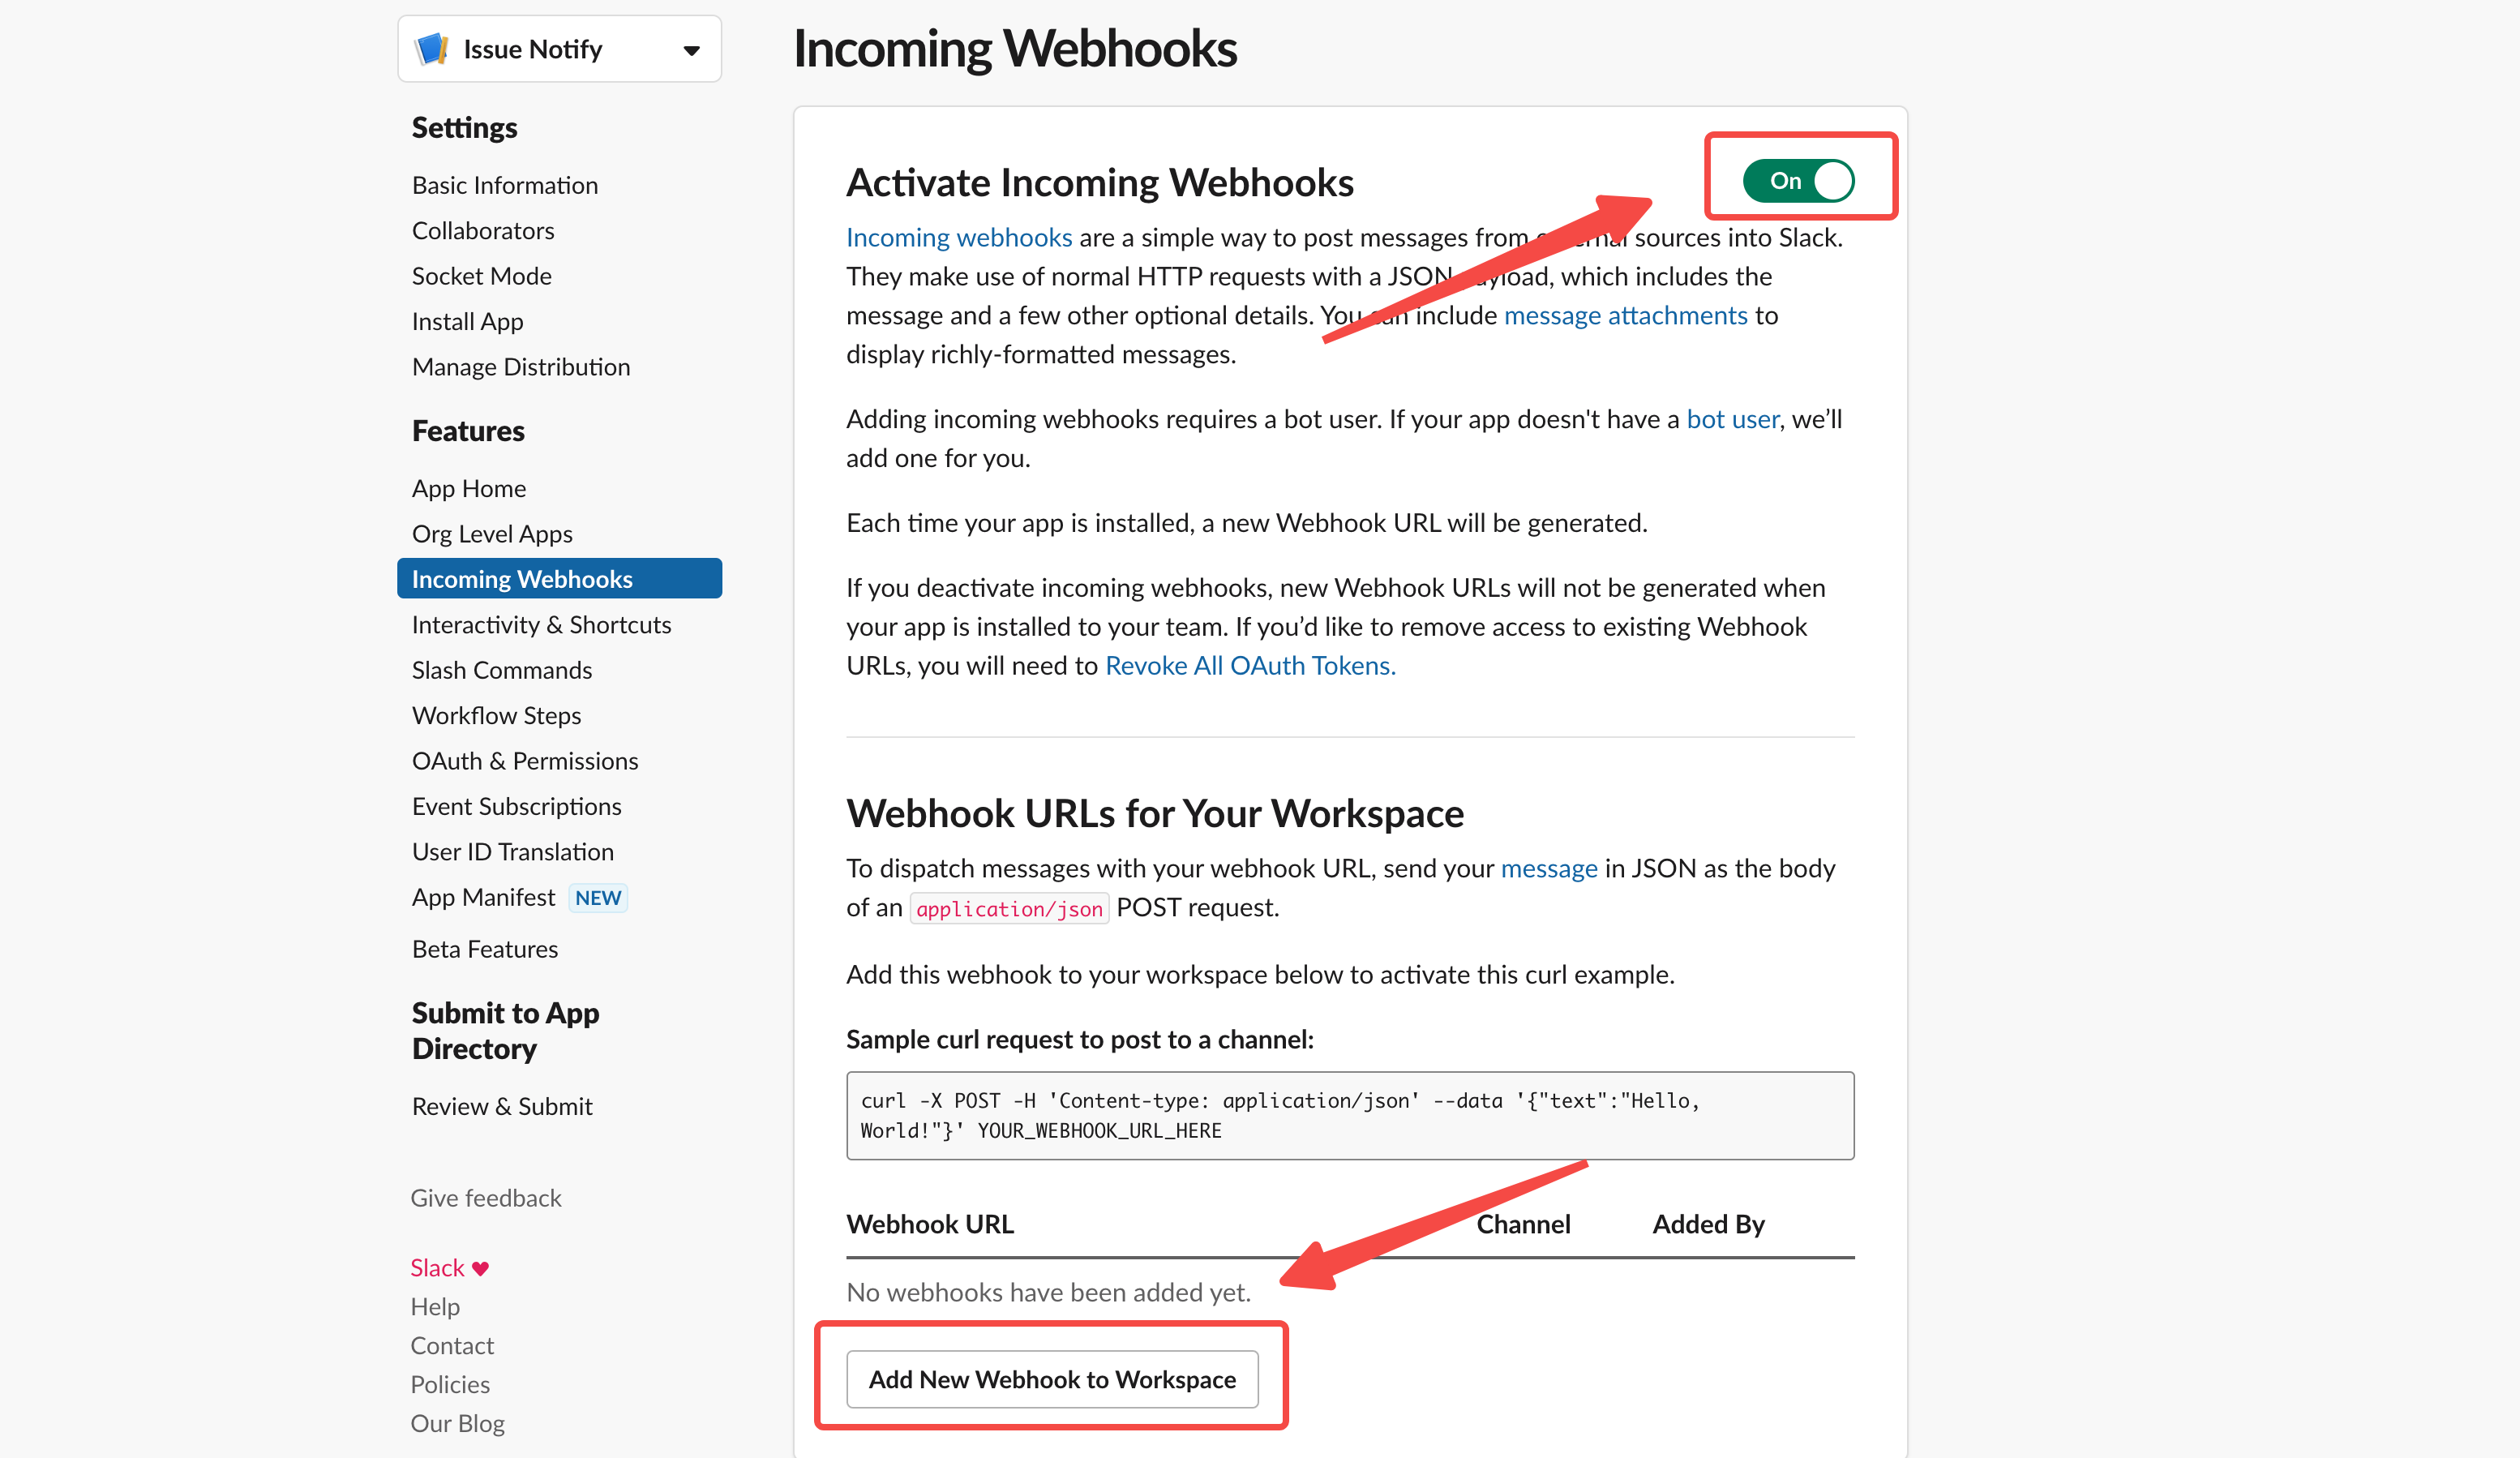 Issue Notify
Settings
Basic Information
Collaborators
Socket Mode
Install App
Manage Distribution
Features
App Home
Org Level Apps
Incoming Webhooks
Interactivity & Shortcuts
Slash Commands
Workflow Steps
OAuth & Permissions
Event Subscriptions
User ID Translation
App Manifest NEW
Beta Features
Submit to App
Directory
Review & Submit
Give feedback
Slack ♥
Help
Contact
Policies
Our Blog
Incoming Webhooks
Activate Incoming Webhooks
On
Incoming webhooks are a simple way to post messages from sources into Slack.
They make use of normal HTTP requests with a JSON payload, which includes the
message and a few other optional details. You can include message attachments to
display richly-formatted messages.
Adding incoming webhooks requires a bot user. If your app doesn't have a bot user, we’ll
add one for you.
Each time your app is installed, a new Webhook URL will be generated.
If you deactivate incoming webhooks, new Webhook URLs will not be generated when
your app is installed to your team. If you’d like to remove access to existing Webhook
URLs, you will need to Revoke All OAuth Tokens.
Webhook URLs for Your Workspace
To dispatch messages with your webhook URL, send your message in JSON as the body
of an application/json POST request.
Add this webhook to your workspace below to activate this curl example.
Sample curl request to post to a channel:
curl -X POST -H 'Content-type: application/json' --data '{"text":"Hello,
World!"}' YOUR_WEBHOOK_URL_HERE
Webhook URL Channel Added By
No webhooks have been added yet.
Add New Webhook to Workspace